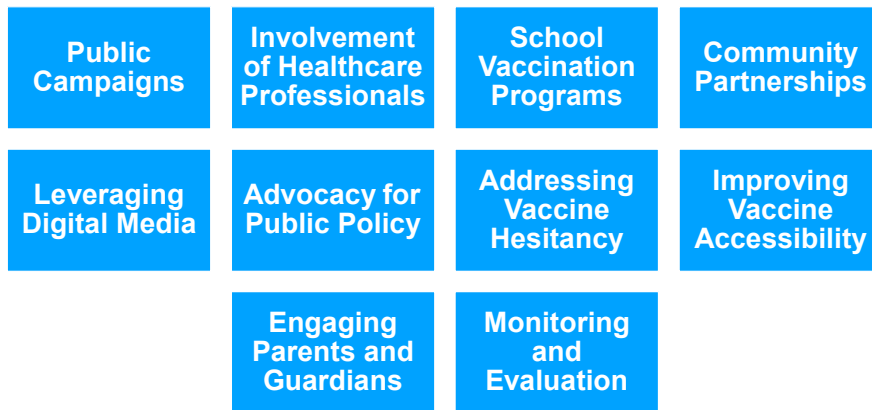 Public
Campaigns
Involvement
of Healthcare
Professionals
School
Vaccination
Programs
Community
Partnerships
Leveraging
Digital Media
Advocacy for
Public Policy
Addressing
Vaccine
Hesitancy
Improving
Vaccine
Accessibility
Engaging
Parents and
Guardians
Monitoring
and
Evaluation